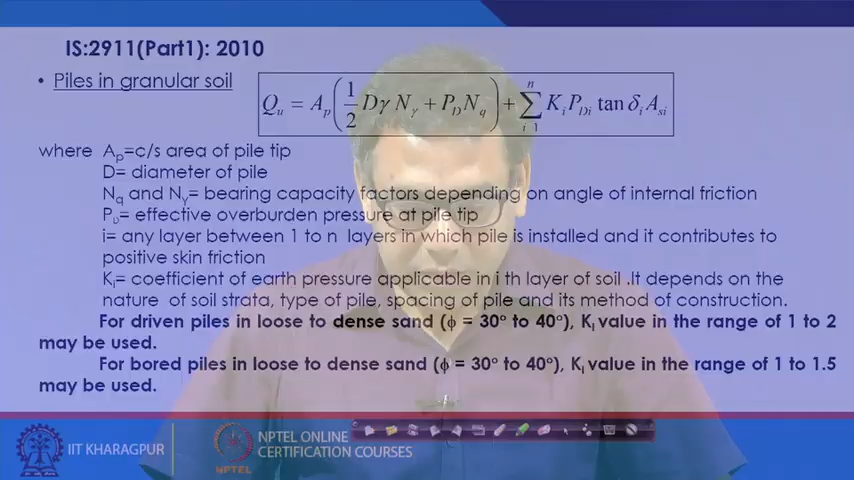 IS:2911(Part1): 2010
• Piles in granular soil
Q_u = A_p (1/2 Dγ N_γ + P_D N_q) + ∑_{i=1}^{n} K_i P_{Di} tan δ_i A_{si}
where A_p=c/s area of pile tip
D= diameter of pile
N_q and N_γ= bearing capacity factors depending on angle of internal friction
P_D= effective overburden pressure at pile tip
i= any layer between 1 to n layers in which pile is installed and it contributes to
positive skin friction
K_i= coefficient of earth pressure applicable in i th layer of soil .It depends on the
nature of soil strata, type of pile, spacing of pile and its method of construction.
For driven piles in loose to dense sand (ϕ = 30° to 40°), K_i value in the range of 1 to 2
may be used.
For bored piles in loose to dense sand (ϕ = 30° to 40°), K_i value in the range of 1 to 1.5
may be used.
IIT KHARAGPUR
NPTEL
NPTEL ONLINE
CERTIFICATION COURSES